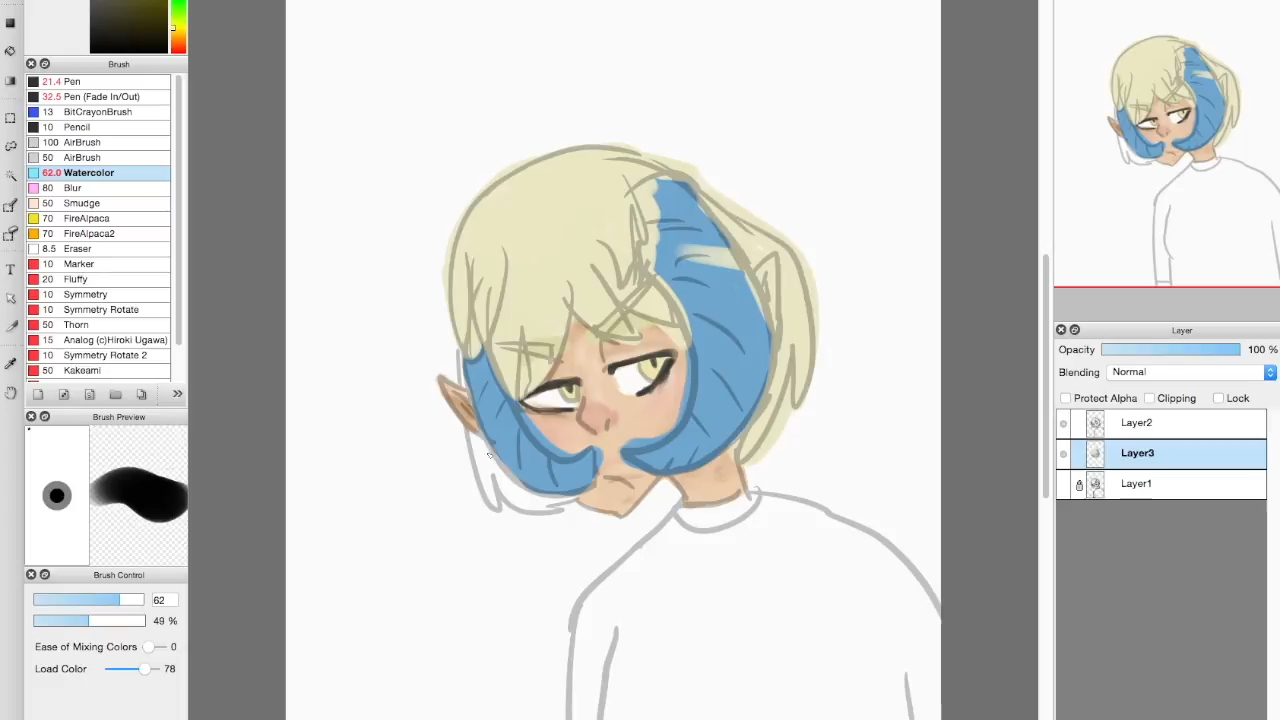 Brush
21.4 Pen
32.5 Pen (Fade In/Out)
13 BitCrayonBrush
10 Pencil
100 AirBrush
50 AirBrush
62.0 Watercolor
80 Blur
50 Smudge
70 FireAlpaca
70 FireAlpaca2
8.5 Eraser
10 Marker
20 Fluffy
10 Symmetry
10 Symmetry Rotate
50 Thorn
15 Analog (c)Hiroki Ugawa)
10 Symmetry Rotate 2
50 Kakeami
Brush Preview
*
Brush Control
62
49 %
Ease of Mixing Colors 0
Load Color 78
T
Layer
Opacity 100 %
Blending Normal
Protect Alpha Clipping Lock
Layer2
Layer3
Layer1